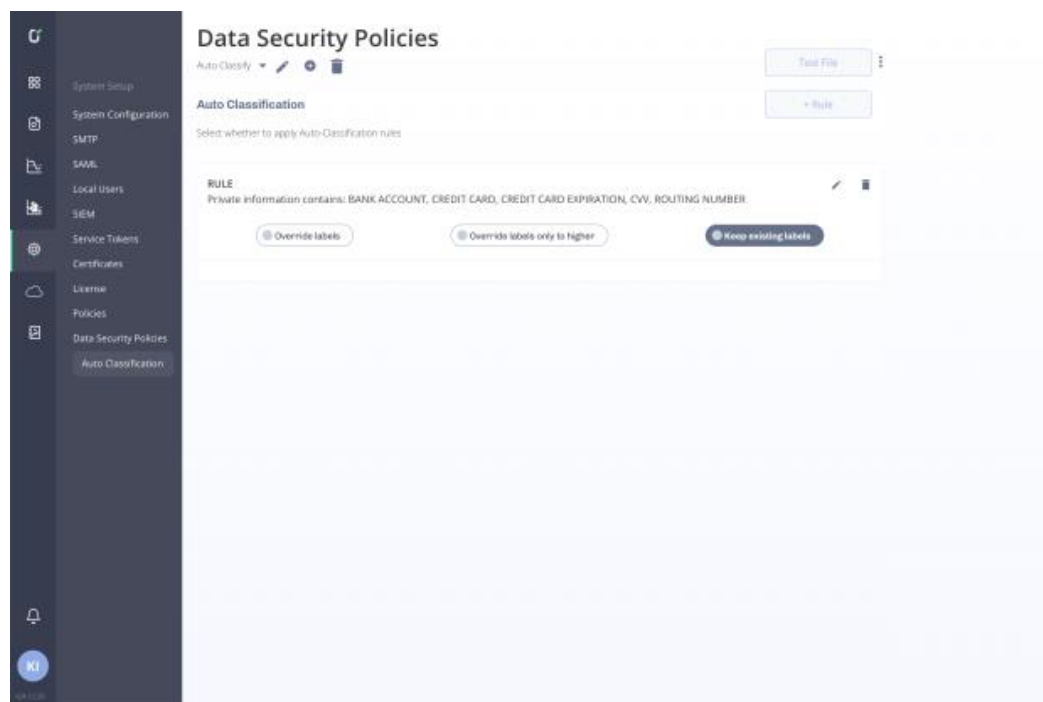 Data Security Policies
Auto Classify
Test File
System Setup
System Configuration
SMTP
SAML
Local Users
SIEM
Service Tokens
Certificates
License
Policies
Data Security Policies
Auto Classification
Auto Classification
+ Rule
Select whether to apply Auto-Classification rules
RULE
Private information contains: BANK ACCOUNT, CREDIT CARD, CREDIT CARD EXPIRATION, CVV, ROUTING NUMBER
Override labels
Override labels only to higher
Keep existing labels
KI